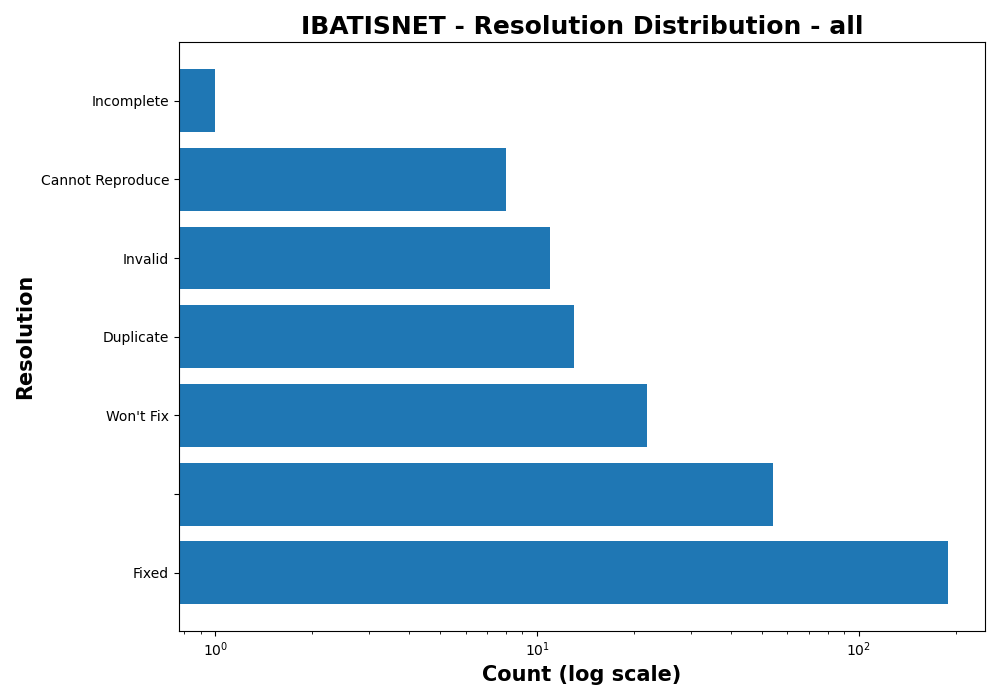 IBATISNET - Resolution Distribution - all
Incomplete
Cannot Reproduce
Invalid
Duplicate
Won't Fix
Fixed
Resolution
10⁰ 10¹ 10²
Count (log scale)